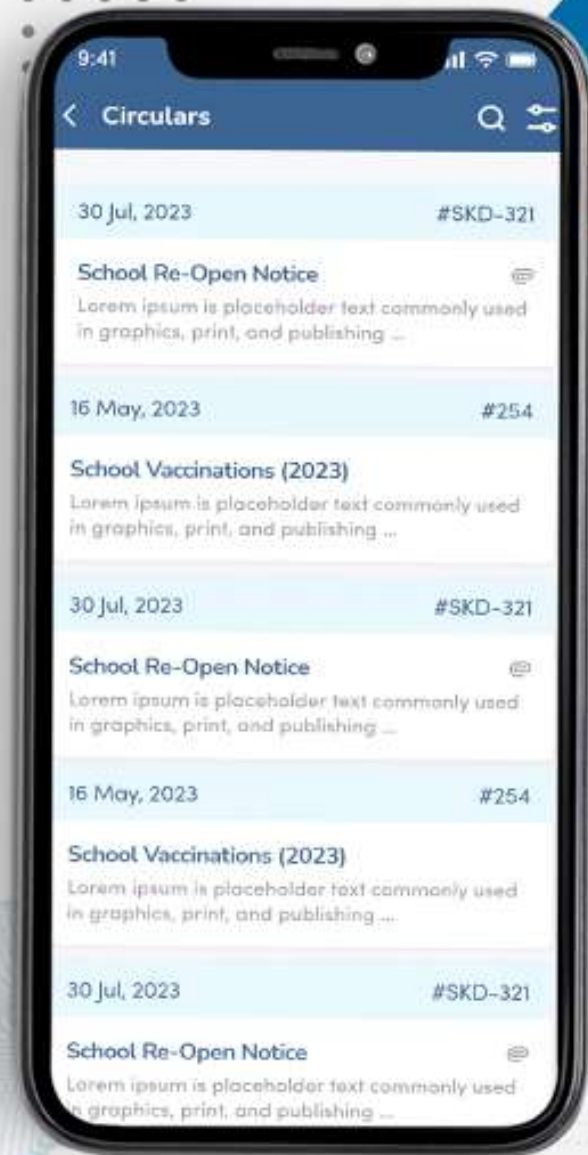 9:41
Circulars
30 Jul, 2023 #SKD-321
School Re-Open Notice
Lorem ipsum is placeholder text commonly used
in graphics, print, and publishing ...
16 May, 2023 #254
School Vaccinations (2023)
Lorem ipsum is placeholder text commonly used
in graphics, print, and publishing ...
30 Jul, 2023 #SKD-321
School Re-Open Notice
Lorem ipsum is placeholder text commonly used
in graphics, print, and publishing ...
16 May, 2023 #254
School Vaccinations (2023)
Lorem ipsum is placeholder text commonly used
in graphics, print, and publishing ...
30 Jul, 2023 #SKD-321
School Re-Open Notice
Lorem ipsum is placeholder text commonly used
in graphics, print, and publishing ...